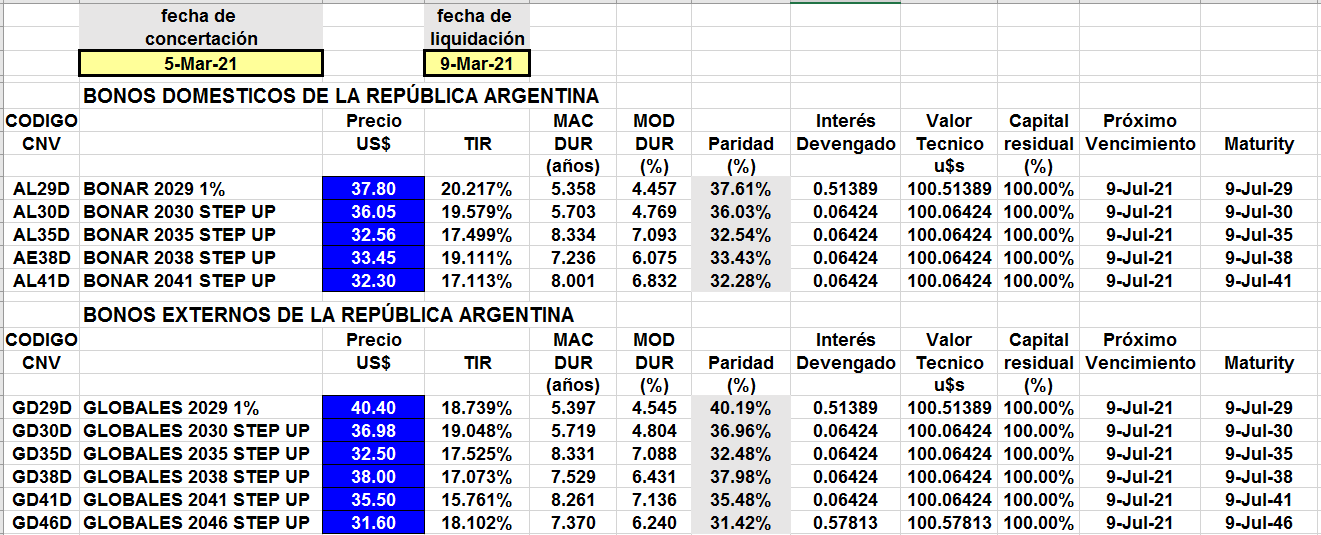 fecha de fecha de
concertación liquidación
5-Mar-21 9-Mar-21
BONOS DOMESTICOS DE LA REPÚBLICA ARGENTINA
CODIGO Precio MAC MOD Interés Valor Capital Próximo
CNV US$ TIR DUR DUR Paridad Devengado Tecnico residual Vencimiento Maturity
(años) (%) (%) u$s (%)
AL29D BONAR 2029 1% 37.80 20.217% 5.358 4.457 37.61% 0.51389 100.51389 100.00% 9-Jul-21 9-Jul-29
AL30D BONAR 2030 STEP UP 36.05 19.579% 5.703 4.769 36.03% 0.06424 100.06424 100.00% 9-Jul-21 9-Jul-30
AL35D BONAR 2035 STEP UP 32.56 17.499% 8.334 7.093 32.54% 0.06424 100.06424 100.00% 9-Jul-21 9-Jul-35
AE38D BONAR 2038 STEP UP 33.45 19.111% 7.236 6.075 33.43% 0.06424 100.06424 100.00% 9-Jul-21 9-Jul-38
AL41D BONAR 2041 STEP UP 32.30 17.113% 8.001 6.832 32.28% 0.06424 100.06424 100.00% 9-Jul-21 9-Jul-41
BONOS EXTERNOS DE LA REPÚBLICA ARGENTINA
CODIGO Precio MAC MOD Interés Valor Capital Próximo
CNV US$ TIR DUR DUR Paridad Devengado Tecnico residual Vencimiento Maturity
(años) (%) (%) u$s (%)
GD29D GLOBALES 2029 1% 40.40 18.739% 5.397 4.545 40.19% 0.51389 100.51389 100.00% 9-Jul-21 9-Jul-29
GD30D GLOBALES 2030 STEP UP 36.98 19.048% 5.719 4.804 36.96% 0.06424 100.06424 100.00% 9-Jul-21 9-Jul-30
GD35D GLOBALES 2035 STEP UP 32.50 17.525% 8.331 7.088 32.48% 0.06424 100.06424 100.00% 9-Jul-21 9-Jul-35
GD38D GLOBALES 2038 STEP UP 38.00 17.073% 7.529 6.431 37.98% 0.06424 100.06424 100.00% 9-Jul-21 9-Jul-38
GD41D GLOBALES 2041 STEP UP 35.50 15.761% 8.261 7.136 35.48% 0.06424 100.06424 100.00% 9-Jul-21 9-Jul-41
GD46D GLOBALES 2046 STEP UP 31.60 18.102% 7.370 6.240 31.42% 0.57813 100.57813 100.00% 9-Jul-21 9-Jul-46